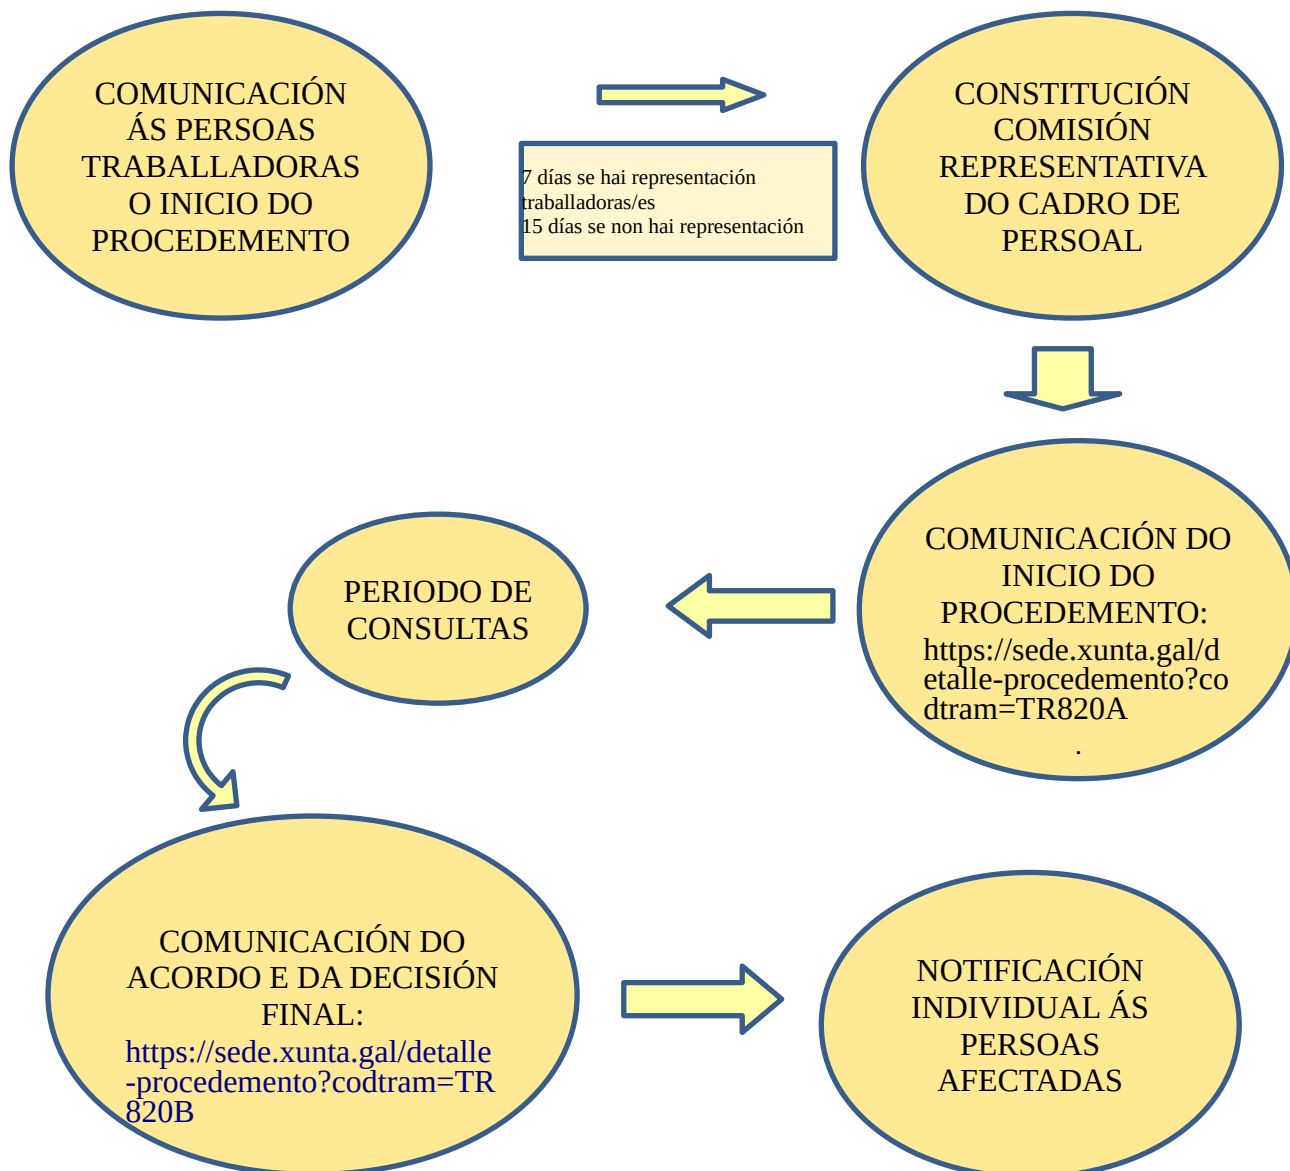 COMUNICACIÓN
ÁS PERSOAS
TRABALLADORAS
O INICIO DO
PROCEDEMENTO
7 días se hai representación
traballadoras/es
15 días se non hai representación
CONSTITUCIÓN
COMISIÓN
REPRESENTATIVA
DO CADRO DE
PERSOAL
COMUNICACIÓN DO
INICIO DO
PROCEDEMENTO:
https://sede.xunta.gal/d
etalle-procedemento?co
dtram=TR820A
.
PERIODO DE
CONSULTAS
COMUNICACIÓN DO
ACORDO E DA DECISIÓN
FINAL:
https://sede.xunta.gal/detalle
-procedemento?codtram=TR
820B
NOTIFICACIÓN
INDIVIDUAL ÁS
PERSOAS
AFECTADAS